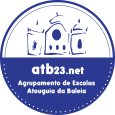 atb23.net
Agrupamento de Escolas
Atouguia da Baleia